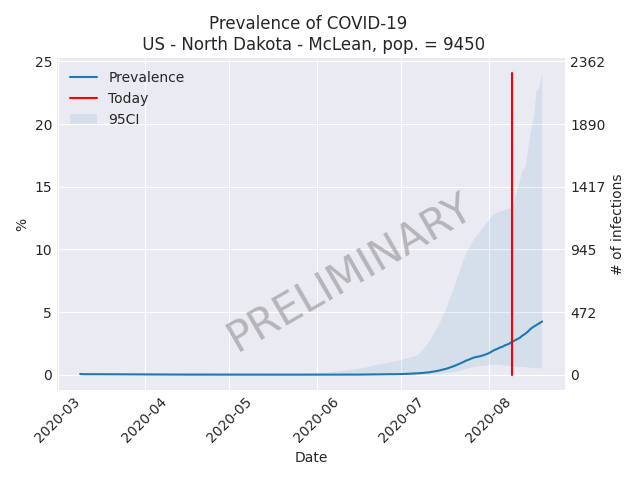 Prevalence of COVID-19
US - North Dakota - McLean, pop. = 9450
Prevalence
Today
95CI
25
20
15
10
5
0
%
2362
1890
1417
945
472
0
# of infections
PRELIMINARY
2020-03
2020-04
2020-05
2020-06
2020-07
2020-08
Date